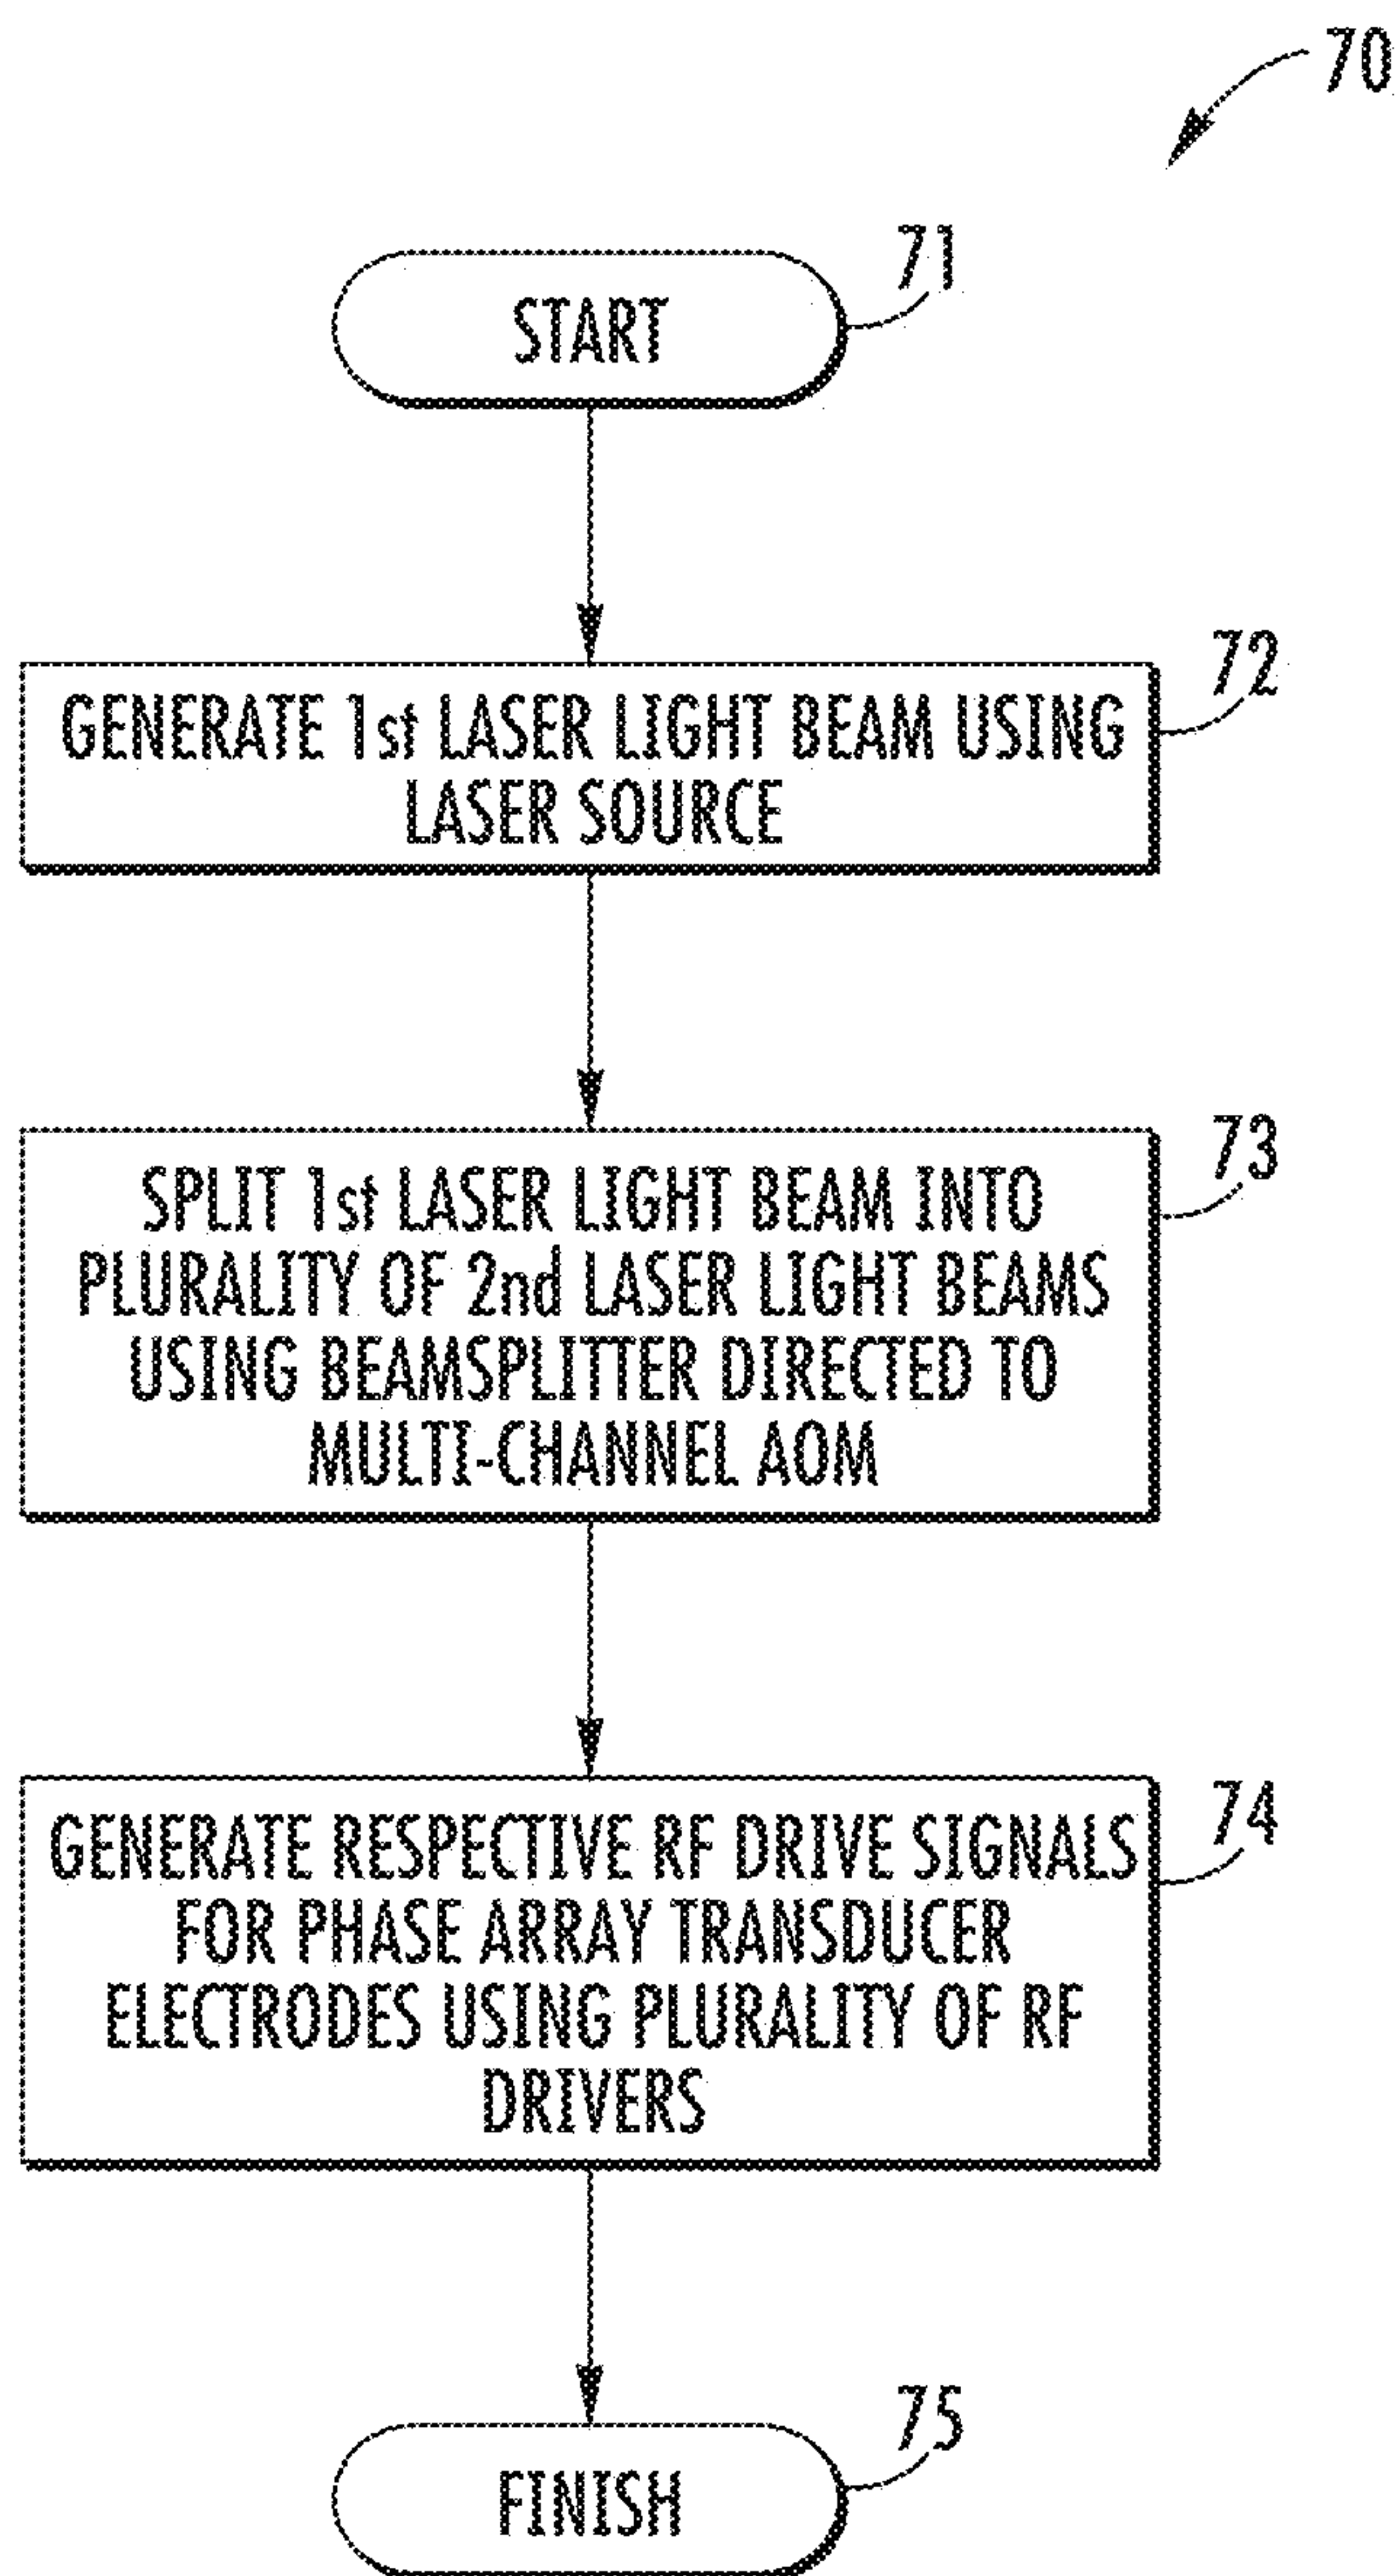 70
71
START
72
GENERATE 1st LASER LIGHT BEAM USING
LASER SOURCE
73
SPLIT 1st LASER LIGHT BEAM INTO
PLURALITY OF 2nd LASER LIGHT BEAMS
USING BEAMSPLITTER DIRECTED TO
MULTI-CHANNEL AOM
74
GENERATE RESPECTIVE RF DRIVE SIGNALS
FOR PHASE ARRAY TRANSDUCER
ELECTRODES USING PLURALITY OF RF
DRIVERS
75
FINISH